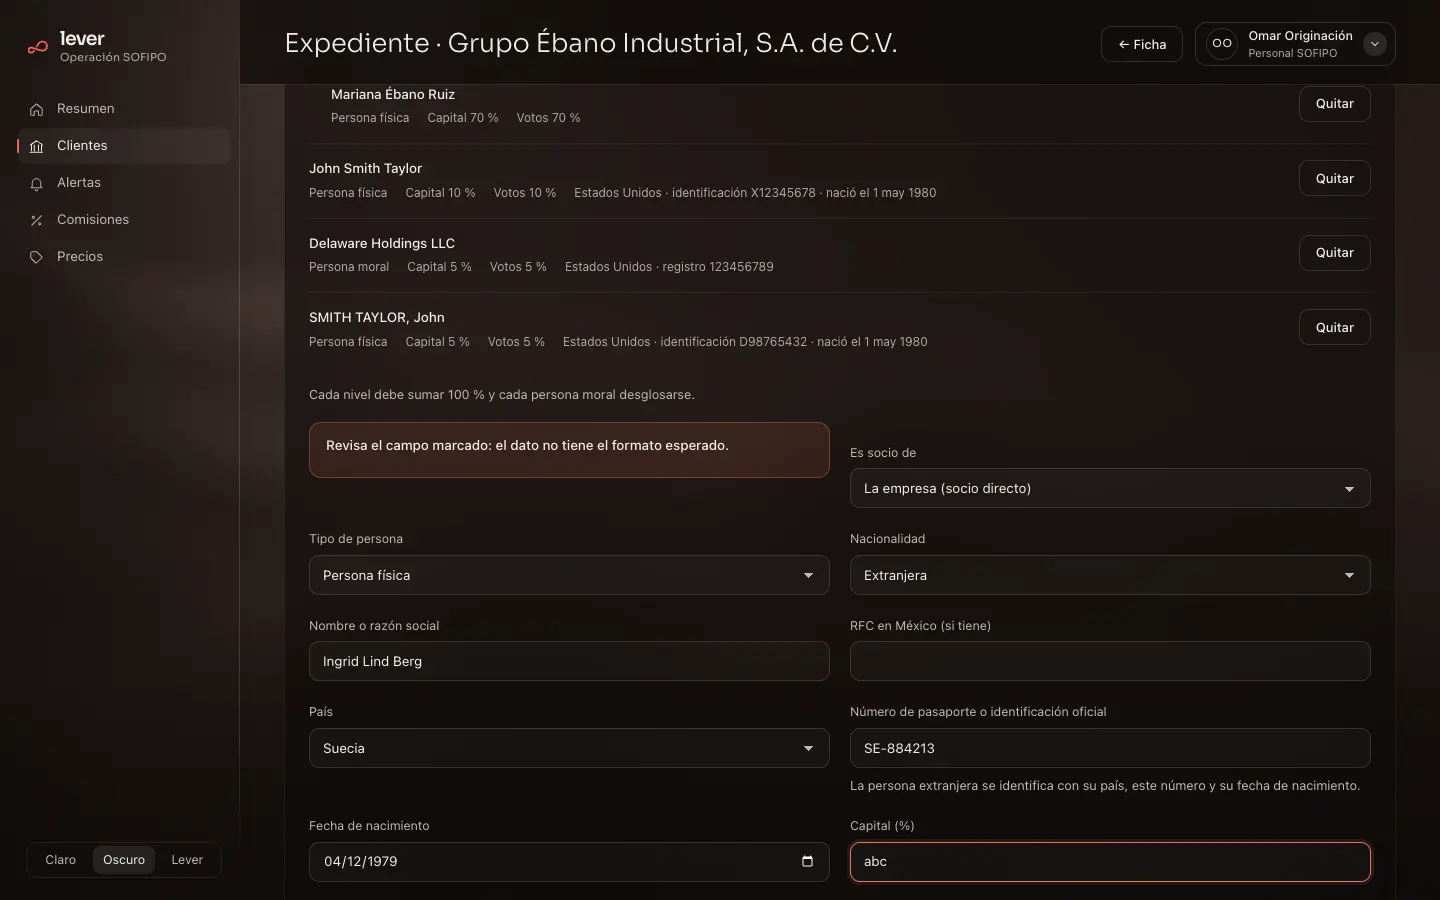 lever
Operación SOFIPO
Resumen
Clientes
Alertas
Comisiones
Precios
Claro Oscuro Lever
Expediente · Grupo Ébano Industrial, S.A. de C.V.
← Ficha
OO
Omar Originación
Personal SOFIPO
Mariana Ébano Ruiz
Persona física Capital 70 % Votos 70 %
Quitar
John Smith Taylor
Persona física Capital 10 % Votos 10 % Estados Unidos · identificación X12345678 · nació el 1 may 1980
Quitar
Delaware Holdings LLC
Persona moral Capital 5 % Votos 5 % Estados Unidos · registro 123456789
Quitar
SMITH TAYLOR, John
Persona física Capital 5 % Votos 5 % Estados Unidos · identificación D98765432 · nació el 1 may 1980
Quitar
Cada nivel debe sumar 100 % y cada persona moral desglosarse.
Revisa el campo marcado: el dato no tiene el formato esperado.
Es socio de
La empresa (socio directo)
Tipo de persona
Persona física
Nacionalidad
Extranjera
Nombre o razón social
Ingrid Lind Berg
RFC en México (si tiene)
País
Suecia
Número de pasaporte o identificación oficial
SE-884213
La persona extranjera se identifica con su país, este número y su fecha de nacimiento.
Fecha de nacimiento
04/12/1979
Capital (%)
abc